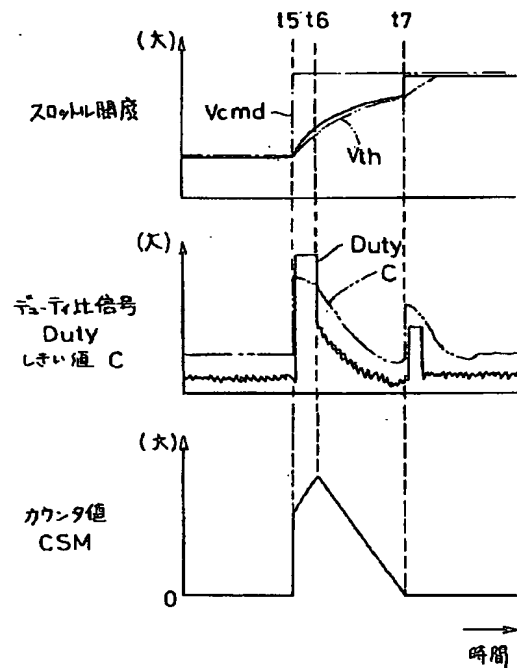 t5 t6 t7
(大)
スロットル開度
Vcmd
Vth
(大)
Duty
C
デューティ比信号
Duty
しきい値 C
(大)
カウンタ値
CSM
0
時間